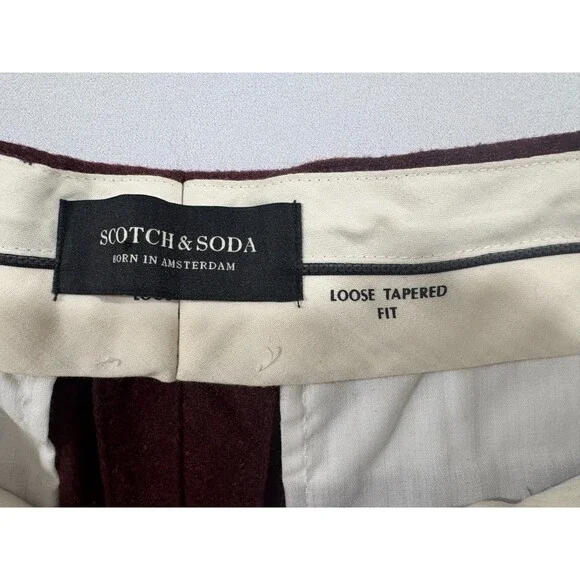 SCOTCH & SODA
BORN IN AMSTERDAM
LOOSE TAPERED
FIT